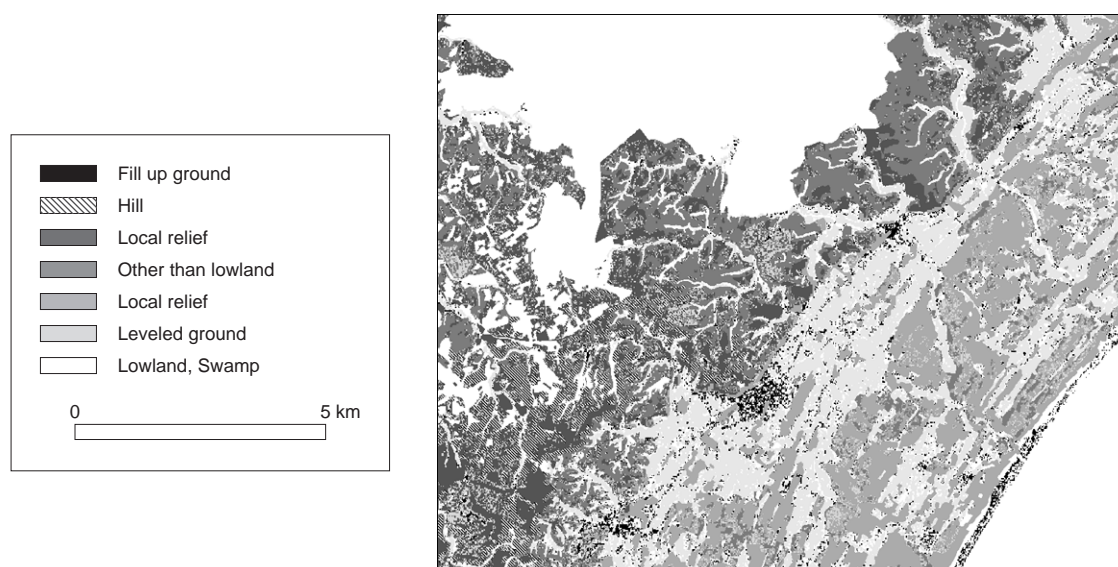 Fill up ground
Hill
Local relief
Other than lowland
Local relief
Leveled ground
Lowland, Swamp
0 5 km